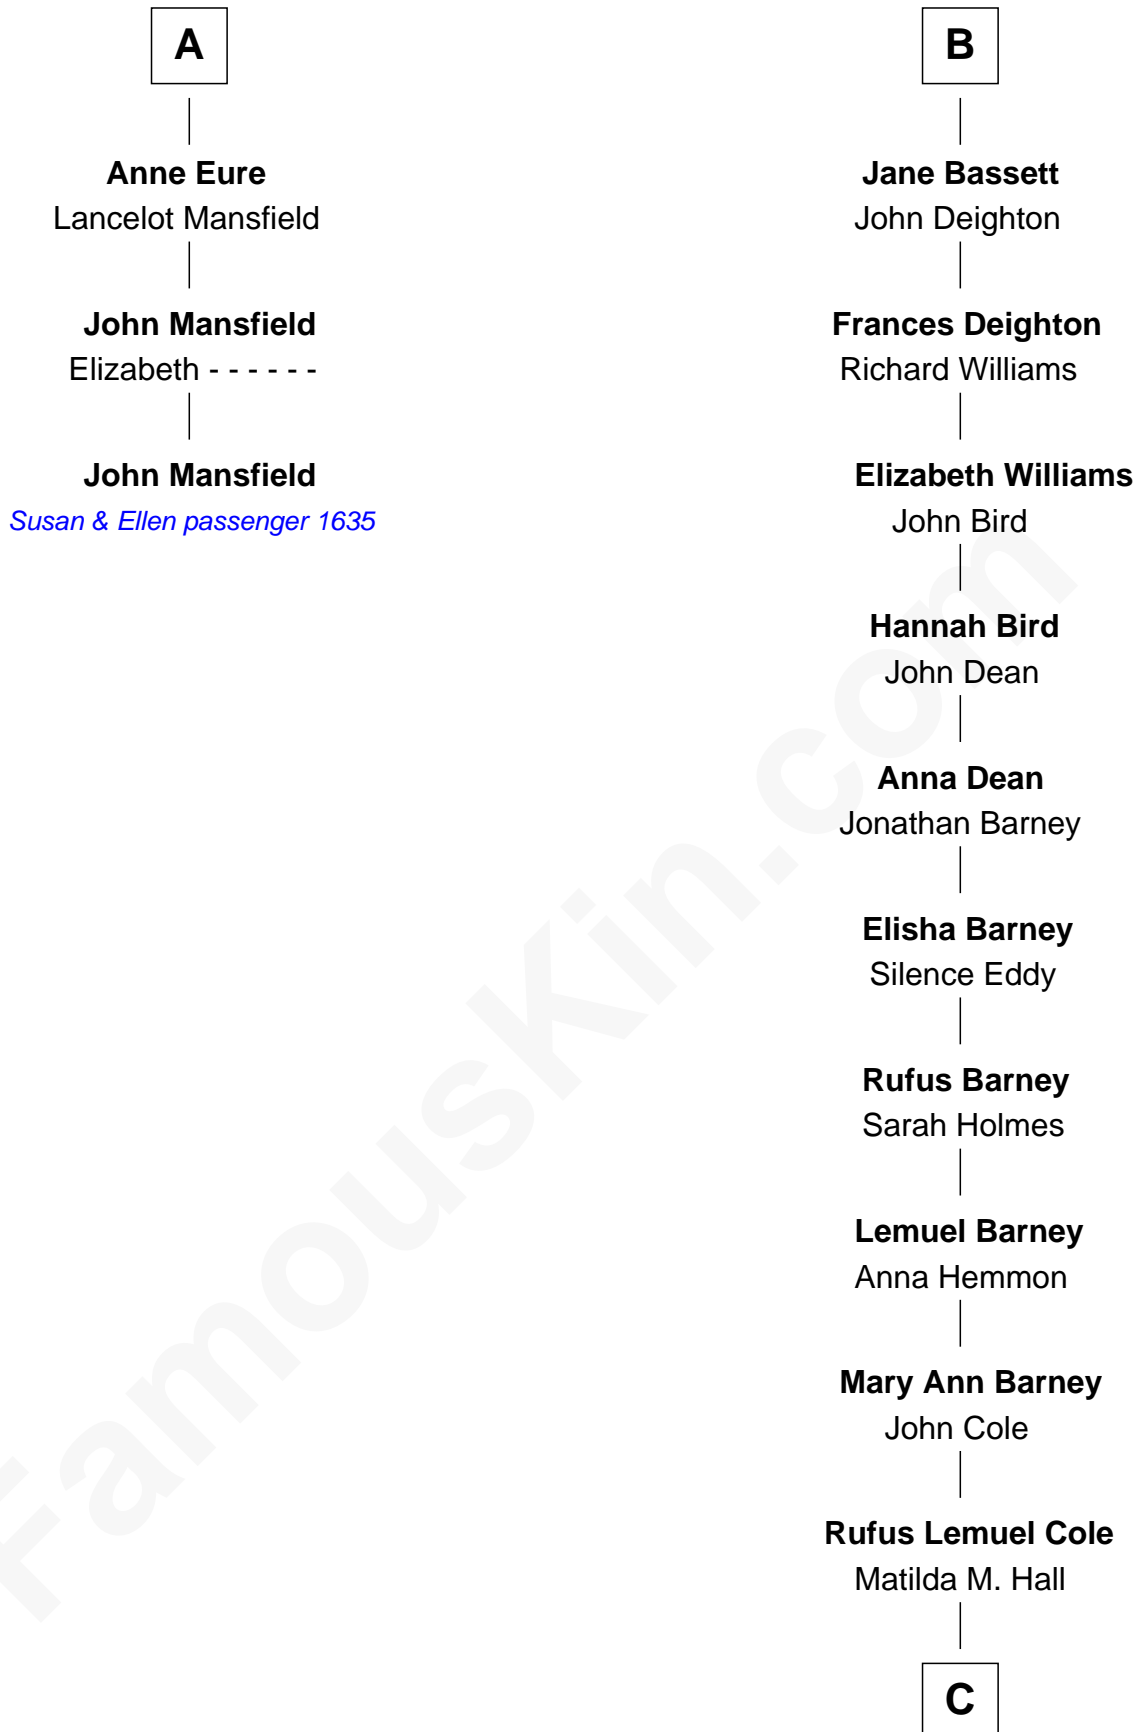 A
Anne Eure
Lancelot Mansfield
John Mansfield
Elizabeth - - - - - -
John Mansfield
Susan & Ellen passenger 1635
B
Jane Bassett
John Deighton
Frances Deighton
Richard Williams
Elizabeth Williams
John Bird
Hannah Bird
John Dean
Anna Dean
Jonathan Barney
Elisha Barney
Silence Eddy
Rufus Barney
Sarah Holmes
Lemuel Barney
Anna Hemmon
Mary Ann Barney
John Cole
Rufus Lemuel Cole
Matilda M. Hall
C
FamousKin.com